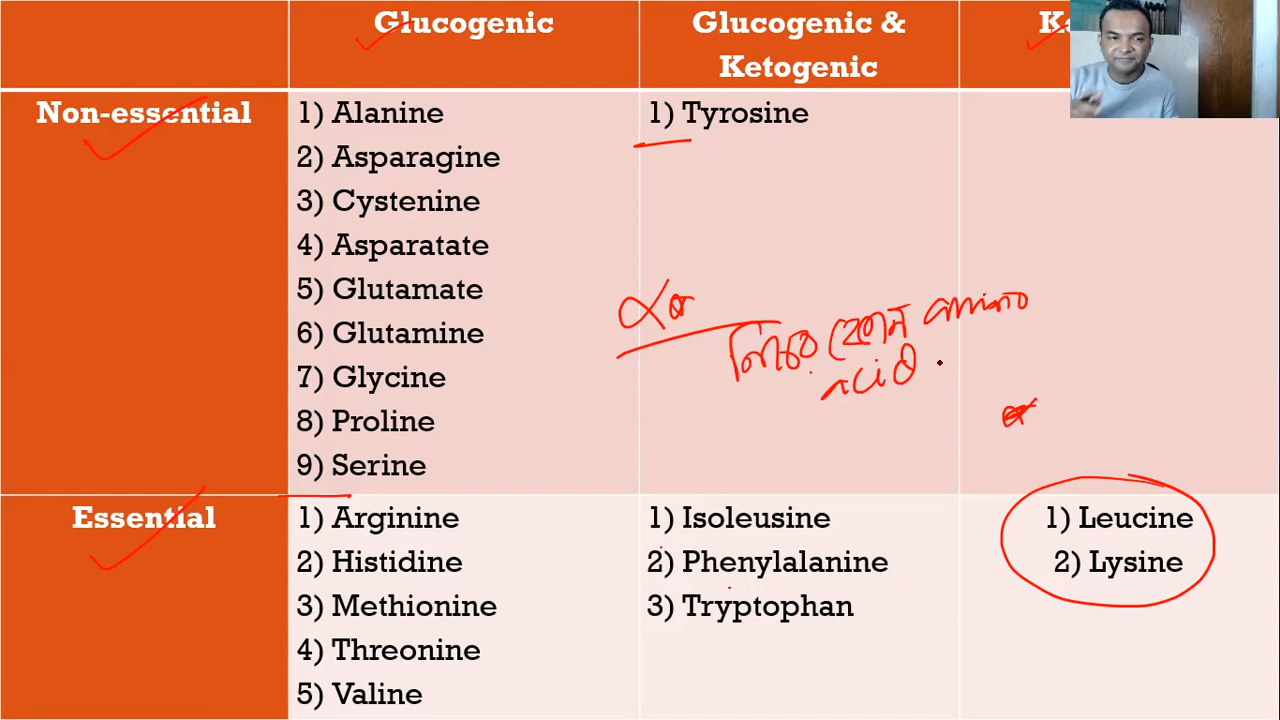 Glucogenic
Glucogenic &
Ketogenic
Non-essential
1) Alanine
2) Asparagine
3) Cystenine
4) Asparatate
5) Glutamate
6) Glutamine
7) Glycine
8) Proline
9) Serine
1) Tyrosine
নিচের কোন amino
acid
Essential
1) Arginine
2) Histidine
3) Methionine
4) Threonine
5) Valine
1) Isoleusine
2) Phenylalanine
3) Tryptophan
1) Leucine
2) Lysine